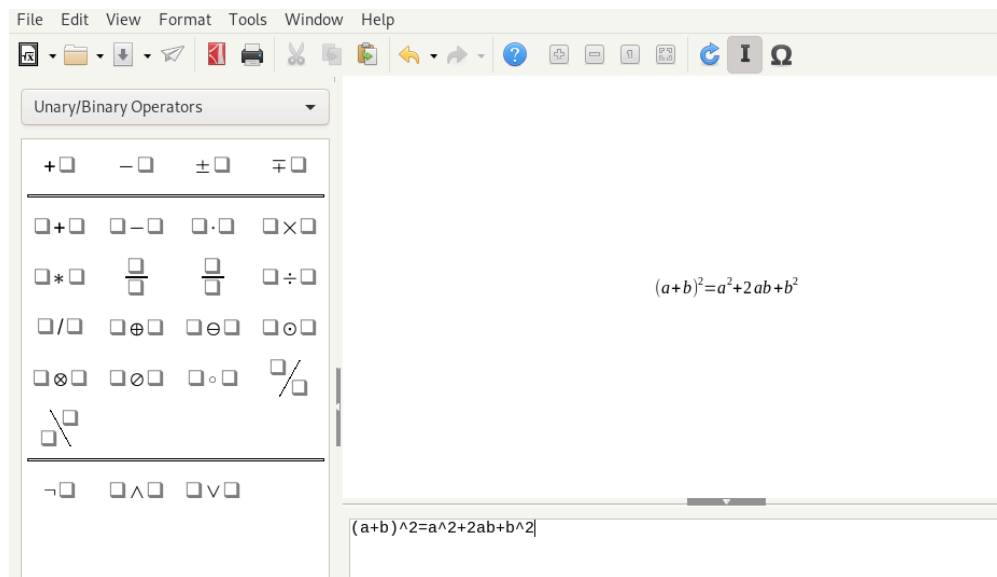 File Edit View Format Tools Window Help
Unary/Binary Operators
+□ −□ ±□ ∓□
□+□ □−□ □·□ □×□
□∗□ □/□ □/□ □÷□
□/□ □⊕□ □⊖□ □⊙□
□⊗□ □⊘□ □∘□ □/□
□\□
¬□ □∧□ □∨□
(a+b)²=a²+2ab+b²
(a+b)^2=a^2+2ab+b^2